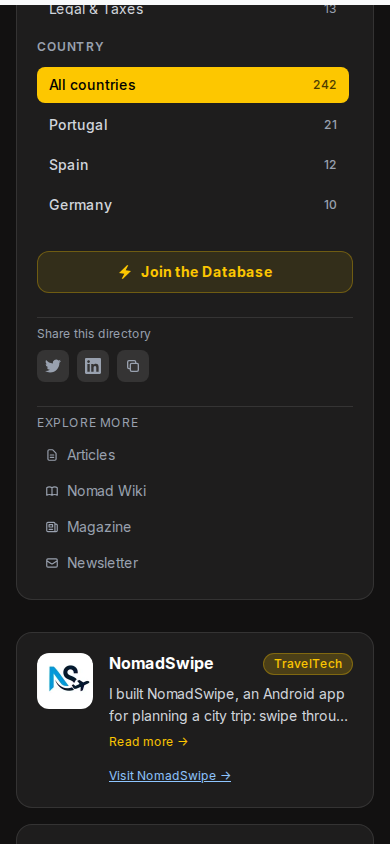 Legal & Taxes 13
COUNTRY
All countries 242
Portugal 21
Spain 12
Germany 10
Join the Database
Share this directory
EXPLORE MORE
Articles
Nomad Wiki
Magazine
Newsletter
NS
NomadSwipe TravelTech
I built NomadSwipe, an Android app
for planning a city trip: swipe throu...
Read more →
Visit NomadSwipe →